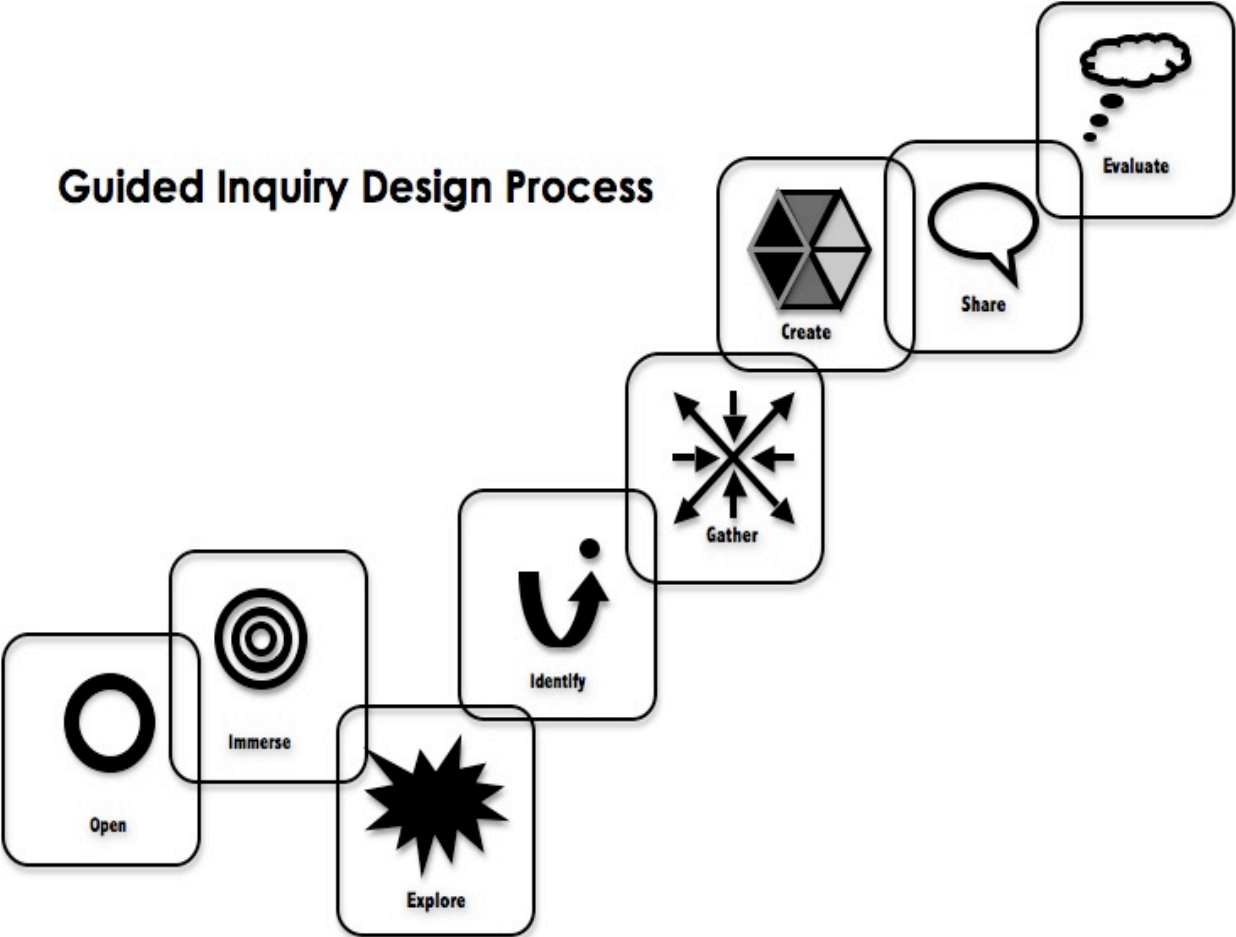 Guided Inquiry Design Process
Open
Immerse
Explore
Identify
Gather
Create
Share
Evaluate